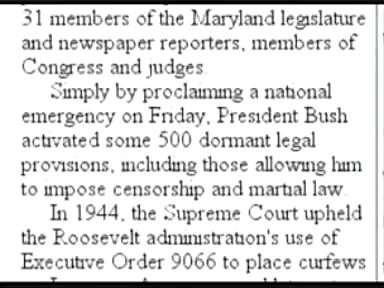 31 members of the Maryland legislature
and newspaper reporters, members of
Congress and judges.
Simply by proclaiming a national
emergency on Friday, President Bush
activated some 500 dormant legal
provisions, including those allowing him
to impose censorship and martial law.
In 1944, the Supreme Court upheld
the Roosevelt administration's use of
Executive Order 9066 to place curfews